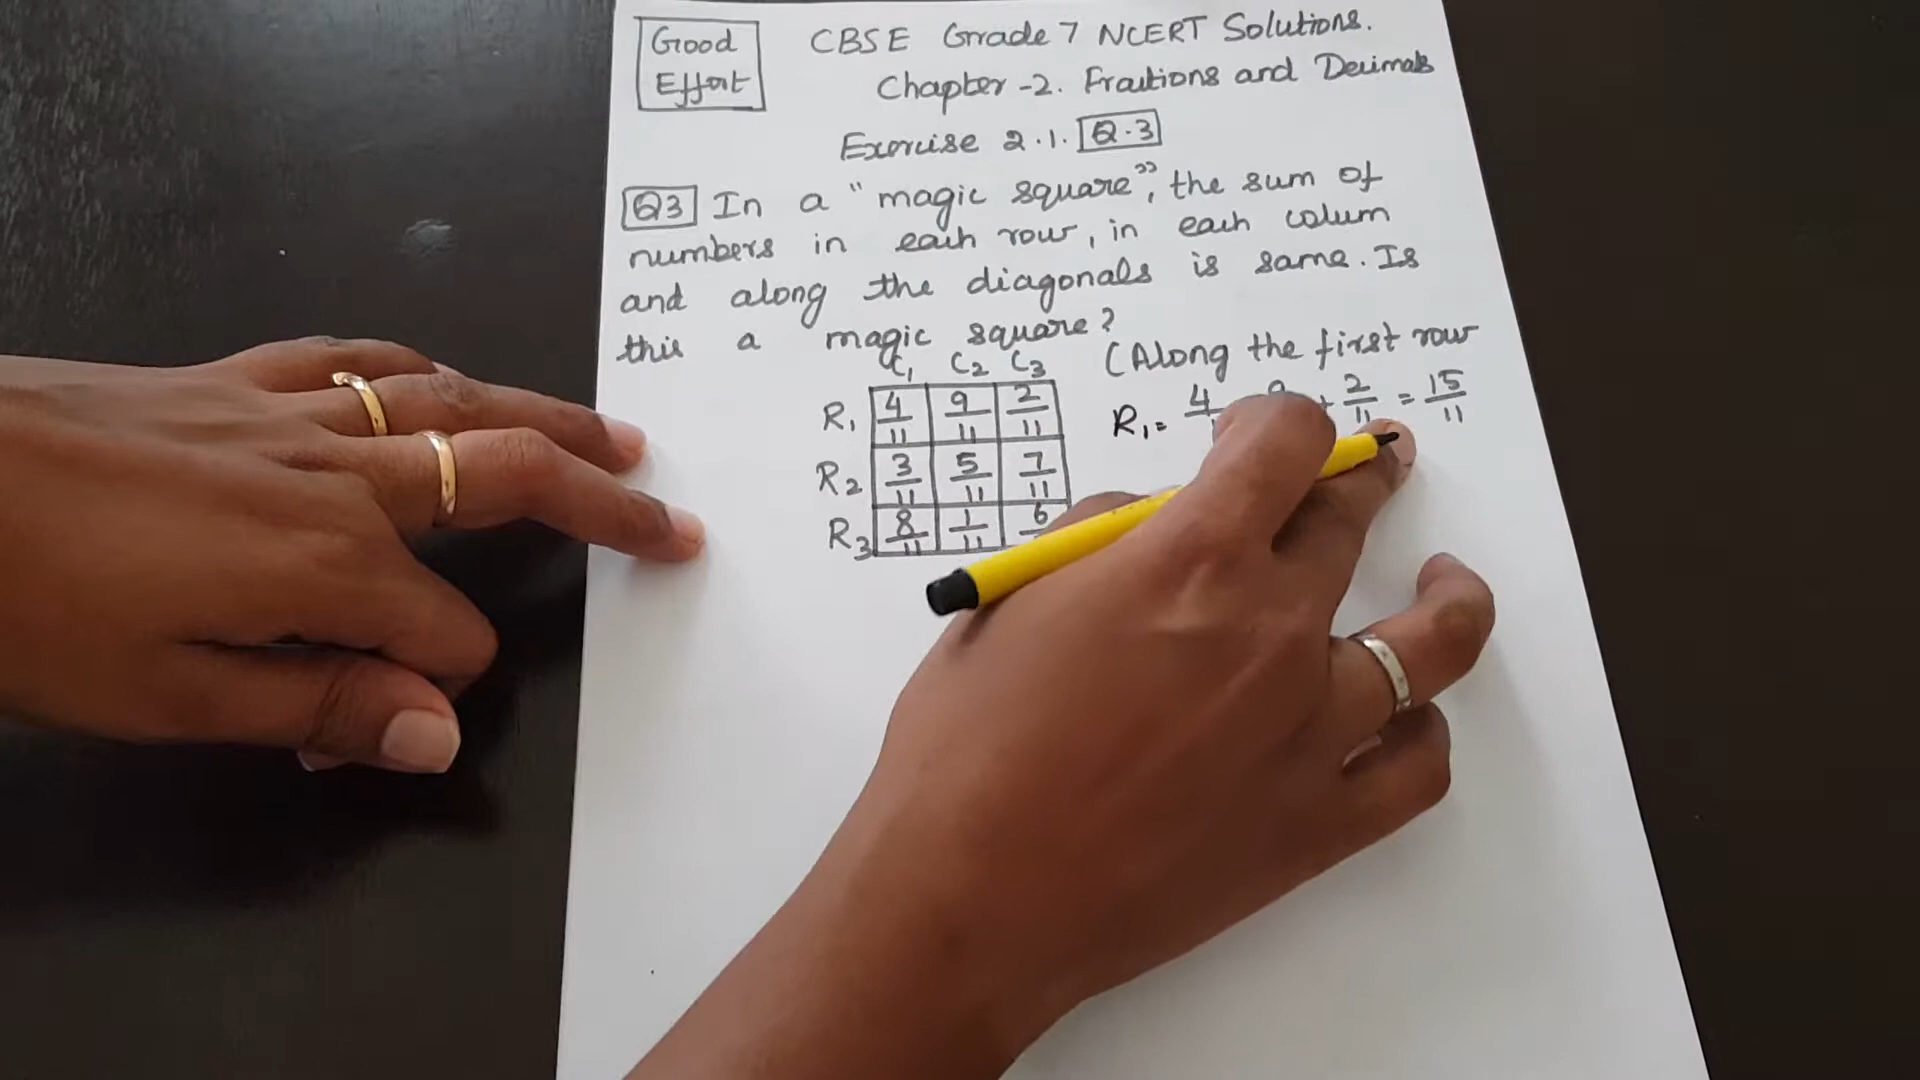 Good
Effort
CBSE Grade 7 NCERT Solutions.
Chapter -2. Fractions and Decimals
Exercise 2.1. Q.3
Q3 In a "magic square", the sum of
numbers in each row, in each colum
and along the diagonals is same. Is
this a magic square?
(Along the first row
C1 C2 C3
R1 4/11 9/11 2/11
R2 3/11 5/11 7/11
R3 8/11 1/11 6
R1 = 4 + 2/11 = 15/11